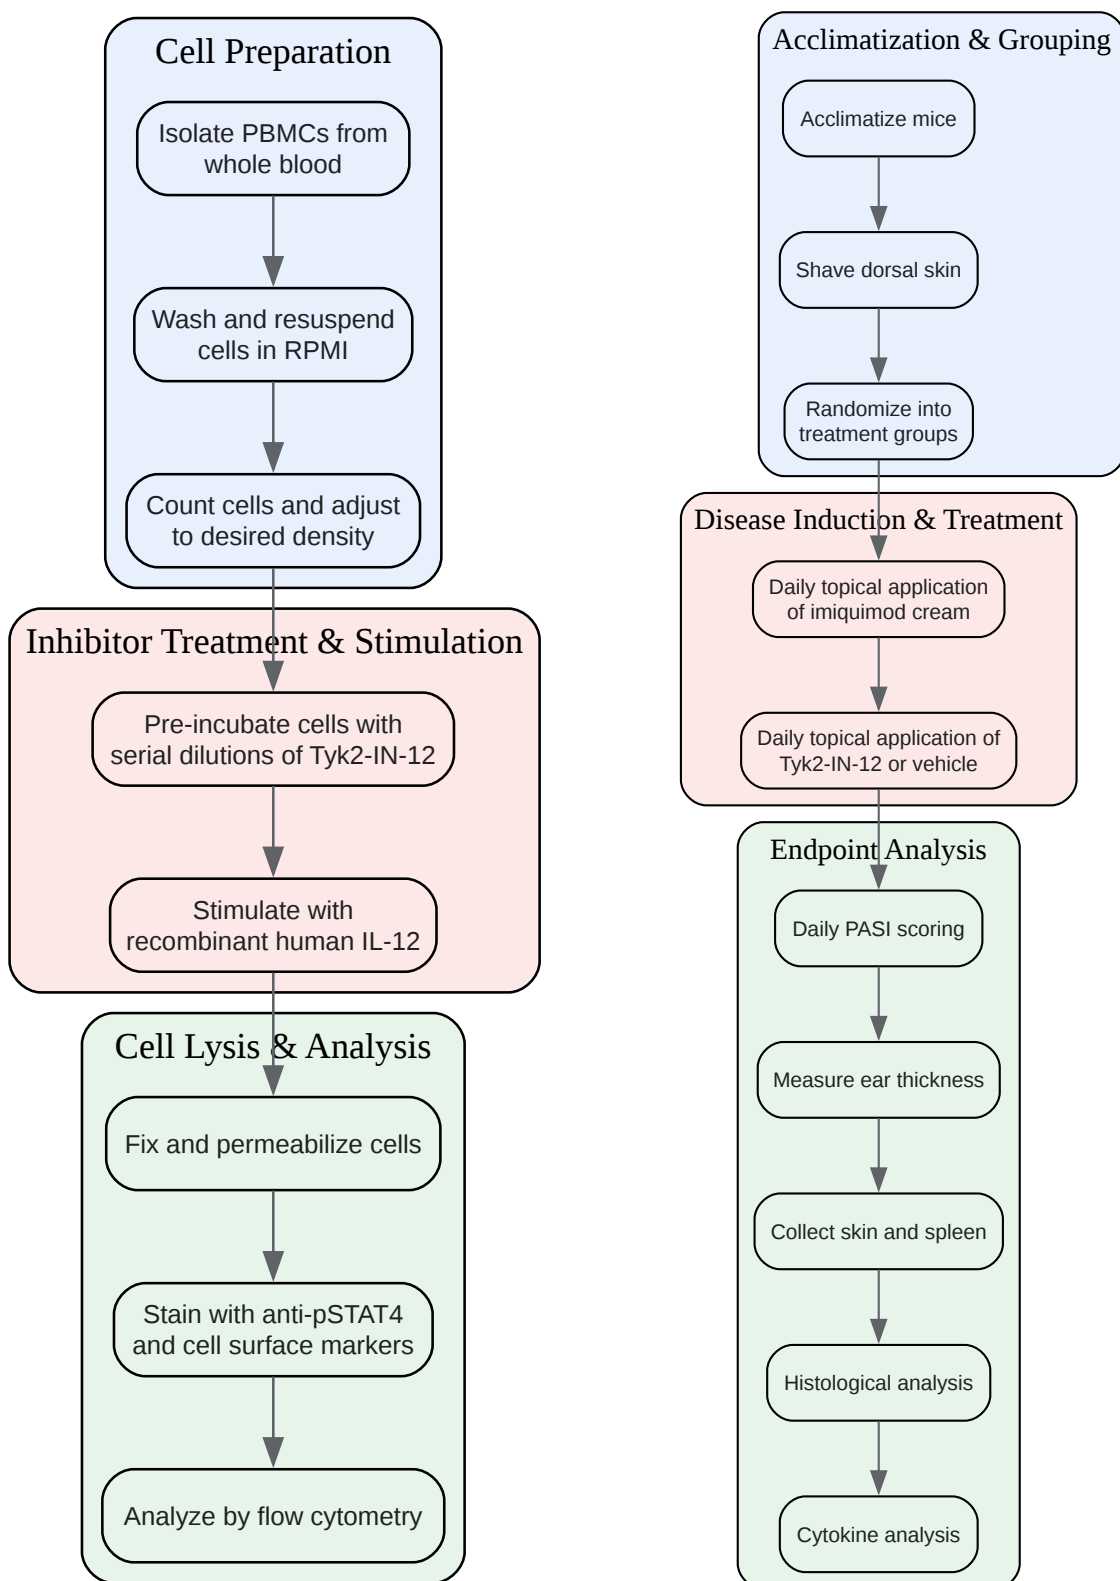 Cell Preparation
Isolate PBMCs from
whole blood
Wash and resuspend
cells in RPMI
Count cells and adjust
to desired density
Inhibitor Treatment & Stimulation
Pre-incubate cells with
serial dilutions of Tyk2-IN-12
Stimulate with
recombinant human IL-12
Cell Lysis & Analysis
Fix and permeabilize cells
Stain with anti-pSTAT4
and cell surface markers
Analyze by flow cytometry
Acclimatization & Grouping
Acclimatize mice
Shave dorsal skin
Randomize into
treatment groups
Disease Induction & Treatment
Daily topical application
of imiquimod cream
Daily topical application of
Tyk2-IN-12 or vehicle
Endpoint Analysis
Daily PASI scoring
Measure ear thickness
Collect skin and spleen
Histological analysis
Cytokine analysis